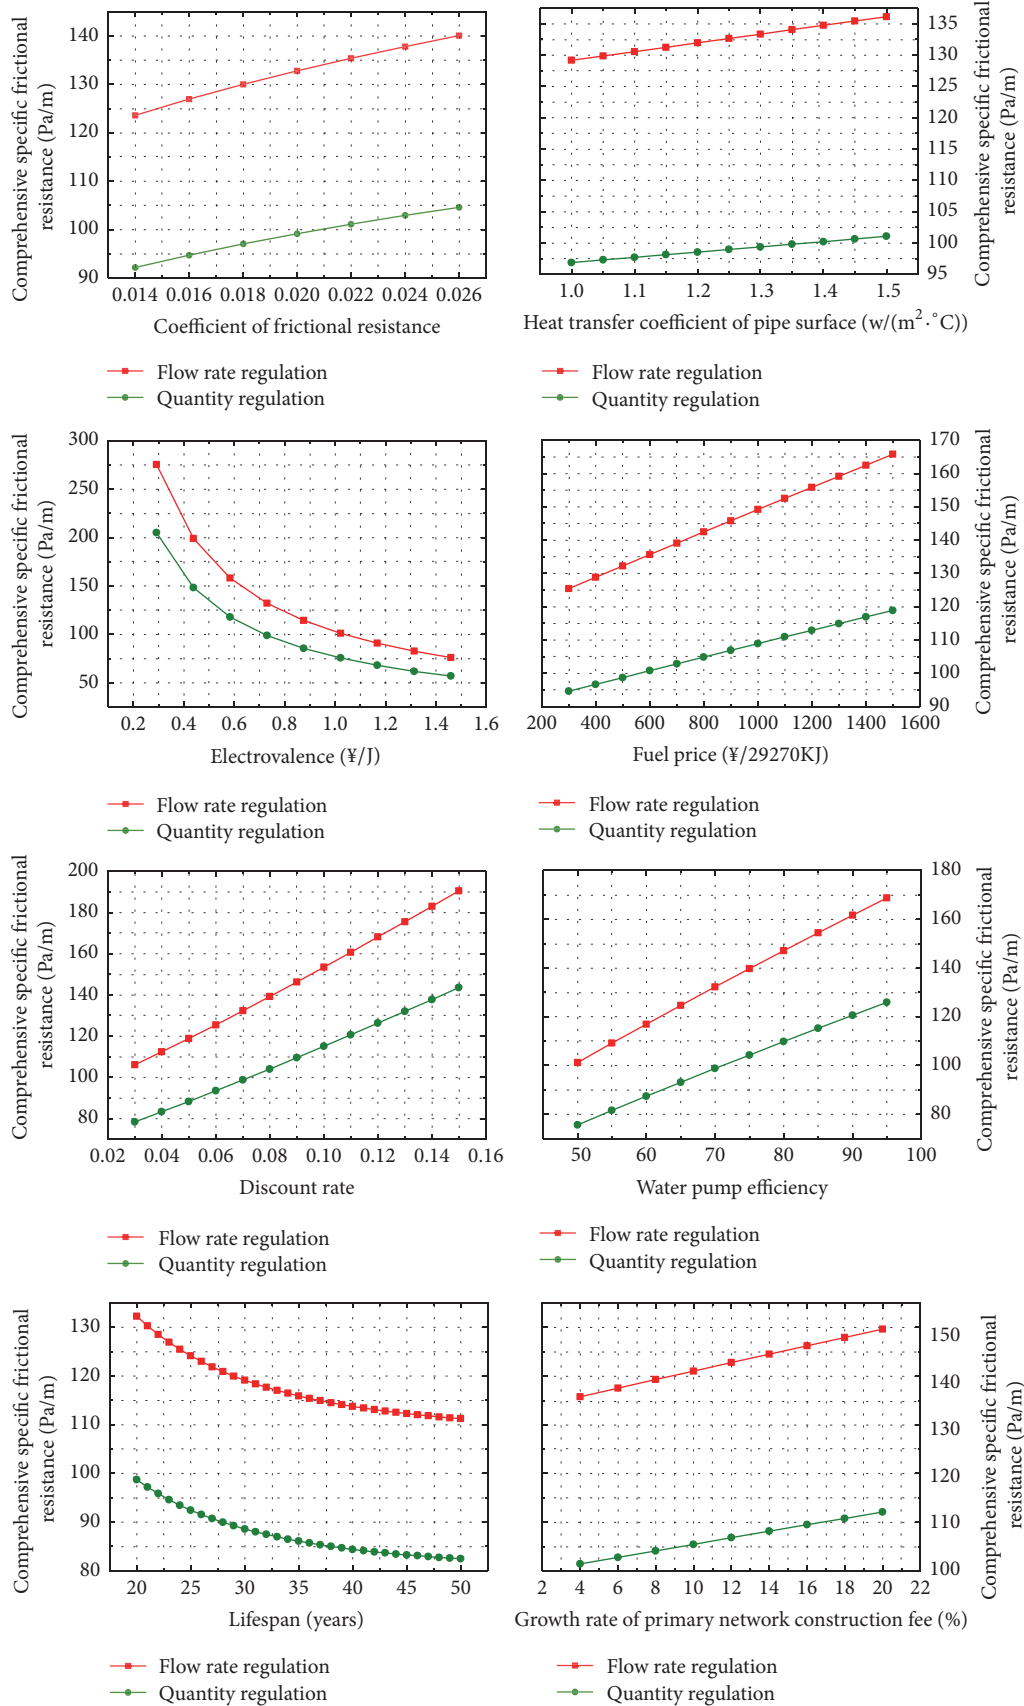 Comprehensive specific frictional
resistance (Pa/m)
140
130
120
110
100
90
0.014 0.016 0.018 0.020 0.022 0.024 0.026
Coefficient of frictional resistance
Flow rate regulation
Quantity regulation
135
130
125
120
115
110
105
100
95
Comprehensive specific frictional
resistance (Pa/m)
1.0 1.1 1.2 1.3 1.4 1.5
Heat transfer coefficient of pipe surface (w/(m²·°C))
Flow rate regulation
Quantity regulation
Comprehensive specific frictional
resistance (Pa/m)
300
250
200
150
100
50
0.2 0.4 0.6 0.8 1.0 1.2 1.4 1.6
Electrovalence (¥/J)
Flow rate regulation
Quantity regulation
170
160
150
140
130
120
110
100
90
Comprehensive specific frictional
resistance (Pa/m)
200 400 600 800 1000 1200 1400 1600
Fuel price (¥/29270KJ)
Flow rate regulation
Quantity regulation
Comprehensive specific frictional
resistance (Pa/m)
200
180
160
140
120
100
80
0.02 0.04 0.06 0.08 0.10 0.12 0.14 0.16
Discount rate
Flow rate regulation
Quantity regulation
180
160
140
120
100
80
Comprehensive specific frictional
resistance (Pa/m)
50 60 70 80 90 100
Water pump efficiency
Flow rate regulation
Quantity regulation
Comprehensive specific frictional
resistance (Pa/m)
130
120
110
100
90
80
20 25 30 35 40 45 50
Lifespan (years)
Flow rate regulation
Quantity regulation
150
140
130
120
110
100
Comprehensive specific frictional
resistance (Pa/m)
2 4 6 8 10 12 14 16 18 20 22
Growth rate of primary network construction fee (%)
Flow rate regulation
Quantity regulation